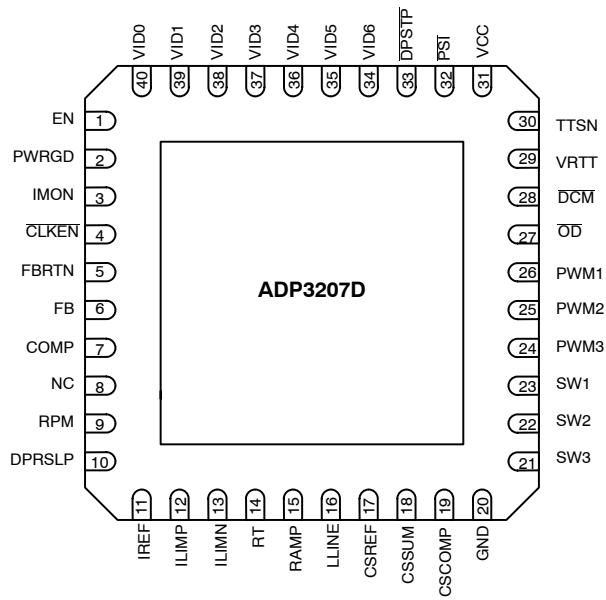 VID0
VID1
VID2
VID3
VID4
VID5
VID6
DPSTP
PSI
VCC
40
39
38
37
36
35
34
33
32
31
EN 1
PWRGD 2
IMON 3
CLKEN 4
FBRTN 5
FB 6
COMP 7
NC 8
RPM 9
DPRSLP 10
ADP3207D
30 TTSN
29 VRTT
28 DCM
27 OD
26 PWM1
25 PWM2
24 PWM3
23 SW1
22 SW2
21 SW3
11
12
13
14
15
16
17
18
19
20
IREF
ILIMP
ILIMN
RT
RAMP
LLINE
CSREF
CSSUM
CSCOMP
GND